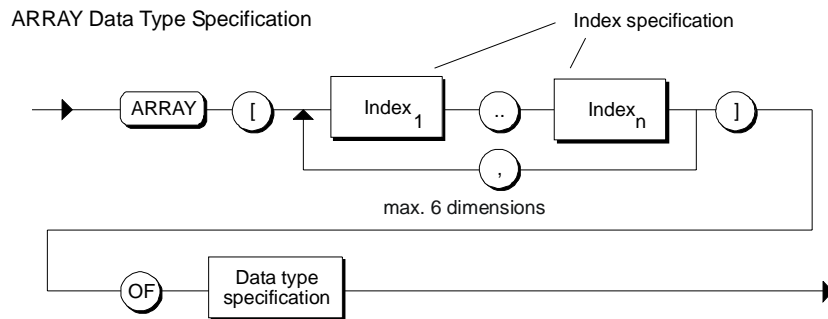 ARRAY Data Type Specification
Index specification
ARRAY [ Index1 .. Indexn ]
,
max. 6 dimensions
OF Data type
specification